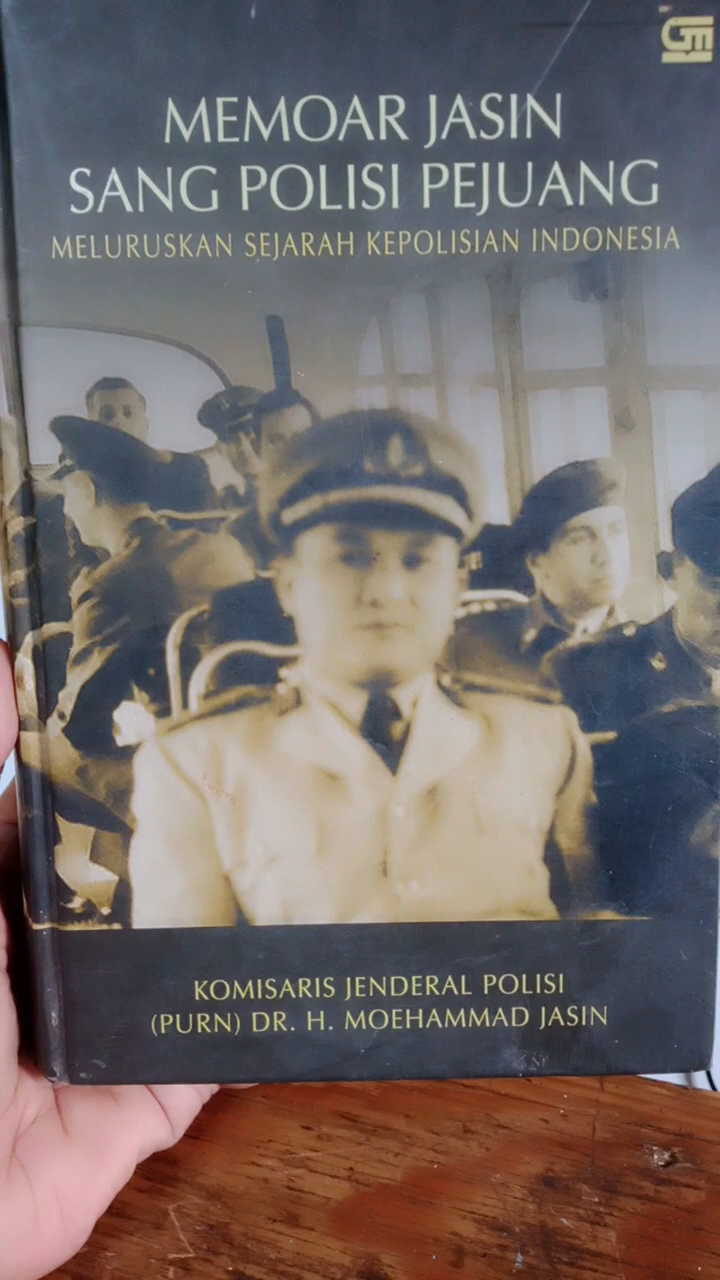 GM
MEMOAR JASIN
SANG POLISI PEJUANG
MELURUSKAN SEJARAH KEPOLISIAN INDONESIA
KOMISARIS JENDERAL POLISI
(PURN) DR. H. MOEHAMMAD JASIN